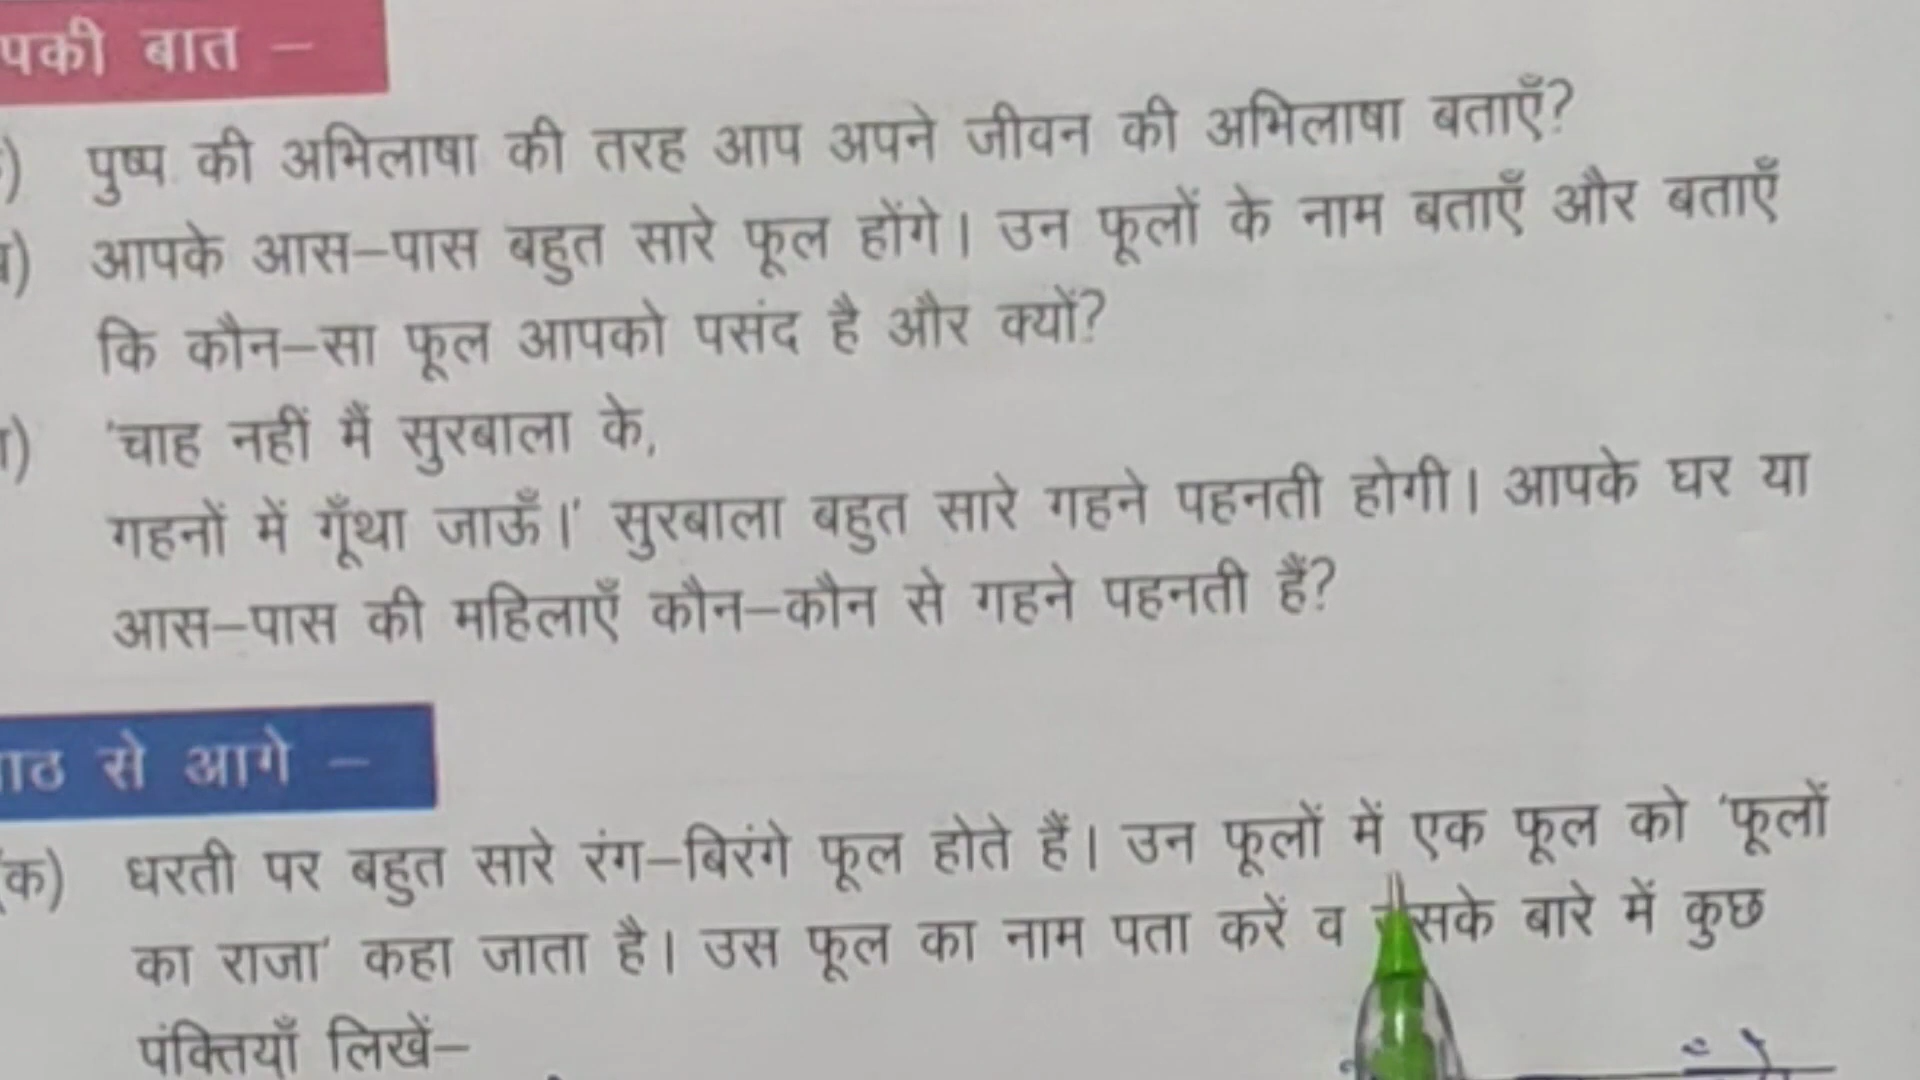 पकी बात –
) पुष्प की अभिलाषा की तरह आप अपने जीवन की अभिलाषा बताएँ?
) आपके आस–पास बहुत सारे फूल होंगे। उन फूलों के नाम बताएँ और बताएँ
कि कौन–सा फूल आपको पसंद है और क्यों?
) 'चाह नहीं मैं सुरबाला के,
गहनों में गूँथा जाऊँ।' सुरबाला बहुत सारे गहने पहनती होगी। आपके घर या
आस–पास की महिलाएँ कौन–कौन से गहने पहनती हैं?
ाठ से आगे –
(क) धरती पर बहुत सारे रंग–बिरंगे फूल होते हैं। उन फूलों में एक फूल को 'फूलों
का राजा' कहा जाता है। उस फूल का नाम पता करें व सके बारे में कुछ
पंक्तियाँ लिखें–